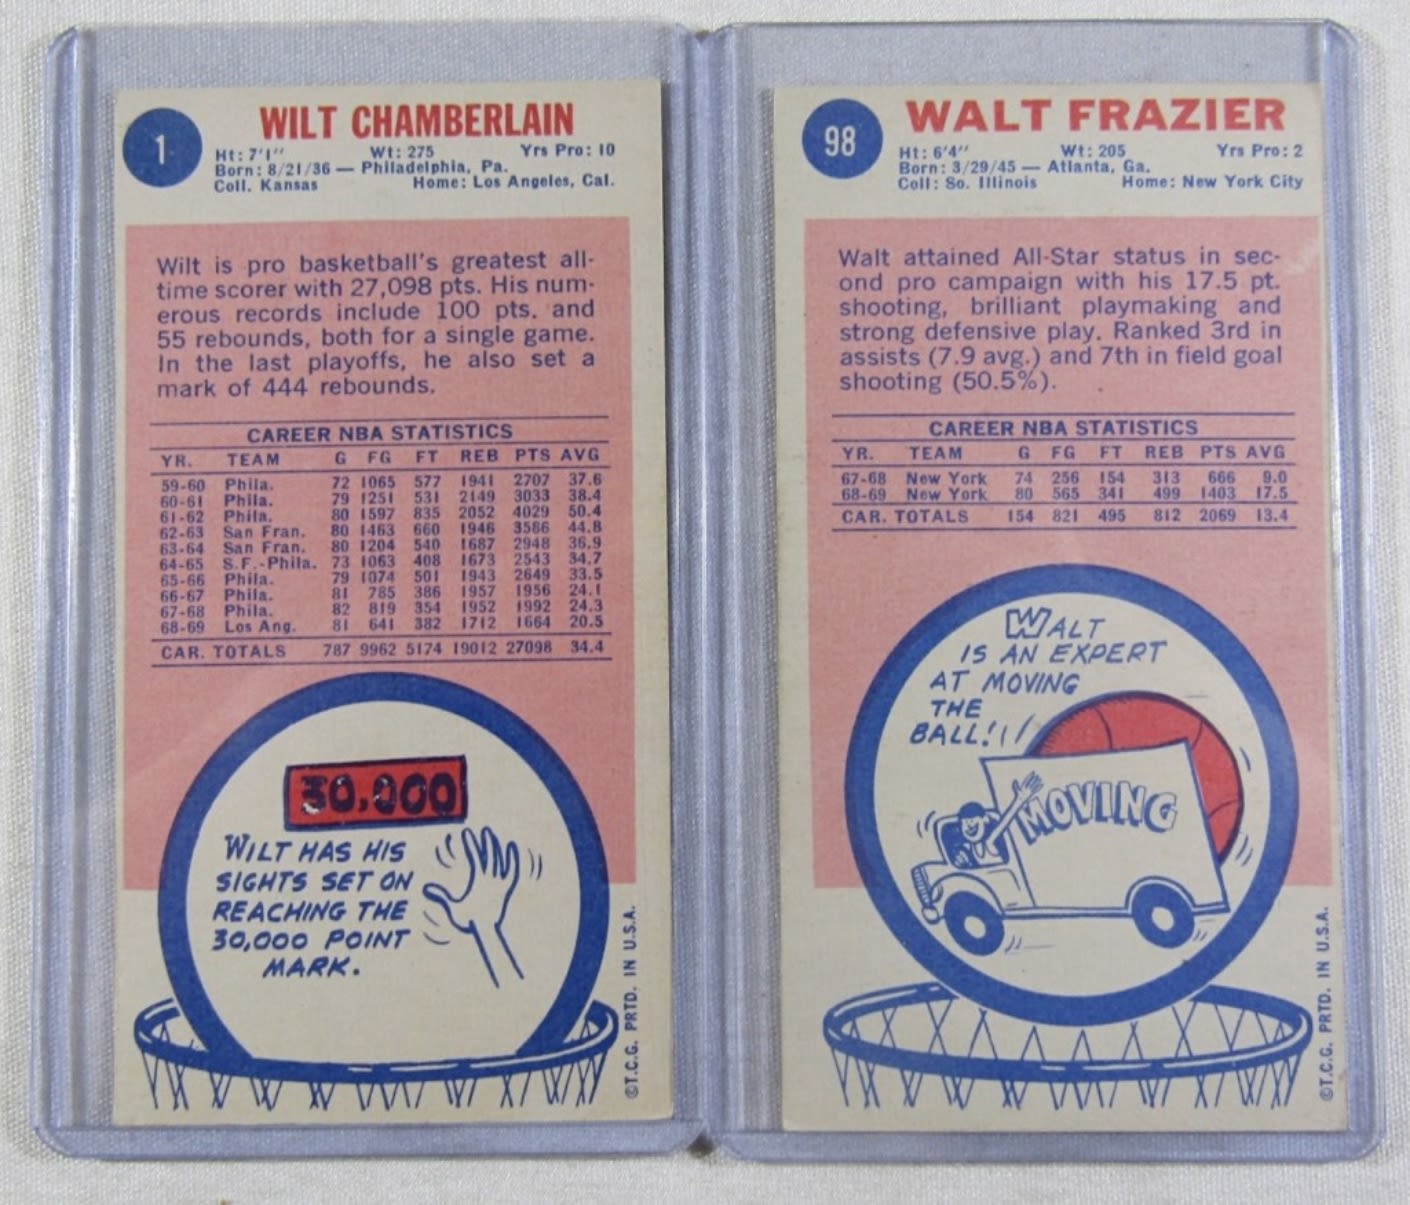 1
WILT CHAMBERLAIN
Ht: 7'1" Wt: 275 Yrs Pro: 10
Born: 8/21/36 — Philadelphia, Pa.
Coll. Kansas Home: Los Angeles, Cal.
Wilt is pro basketball's greatest all-
time scorer with 27,098 pts. His num-
erous records include 100 pts. and
55 rebounds, both for a single game.
In the last playoffs, he also set a
mark of 444 rebounds.
CAREER NBA STATISTICS
YR. TEAM G FG FT REB PTS AVG
59-60 Phila. 72 1065 577 1941 2707 37.6
60-61 Phila. 79 1251 531 2149 3033 38.4
61-62 Phila. 80 1597 835 2052 4029 50.4
62-63 San Fran. 80 1463 660 1946 3586 44.8
63-64 San Fran. 80 1204 540 1687 2948 36.9
64-65 S.F.-Phila. 73 1063 408 1673 2543 34.7
65-66 Phila. 79 1074 501 1943 2649 33.5
66-67 Phila. 81 785 386 1957 1956 24.1
67-68 Phila. 82 819 354 1952 1992 24.3
68-69 Los Ang. 81 641 382 1712 1664 20.5
CAR. TOTALS 787 9962 5174 19012 27098 34.4
30,000
WILT HAS HIS
SIGHTS SET ON
REACHING THE
30,000 POINT
MARK.
©T.C.G. PRTD. IN U.S.A.
98
WALT FRAZIER
Ht: 6'4" Wt: 205 Yrs Pro: 2
Born: 3/29/45 — Atlanta, Ga.
Coll: So. Illinois Home: New York City
Walt attained All-Star status in sec-
ond pro campaign with his 17.5 pt.
shooting, brilliant playmaking and
strong defensive play. Ranked 3rd in
assists (7.9 avg.) and 7th in field goal
shooting (50.5%).
CAREER NBA STATISTICS
YR. TEAM G FG FT REB PTS AVG
67-68 New York 74 256 154 313 666 9.0
68-69 New York 80 565 341 499 1403 17.5
CAR. TOTALS 154 821 495 812 2069 13.4
WALT
IS AN EXPERT
AT MOVING
THE
BALL!
MOVING
©T.C.G. PRTD. IN U.S.A.